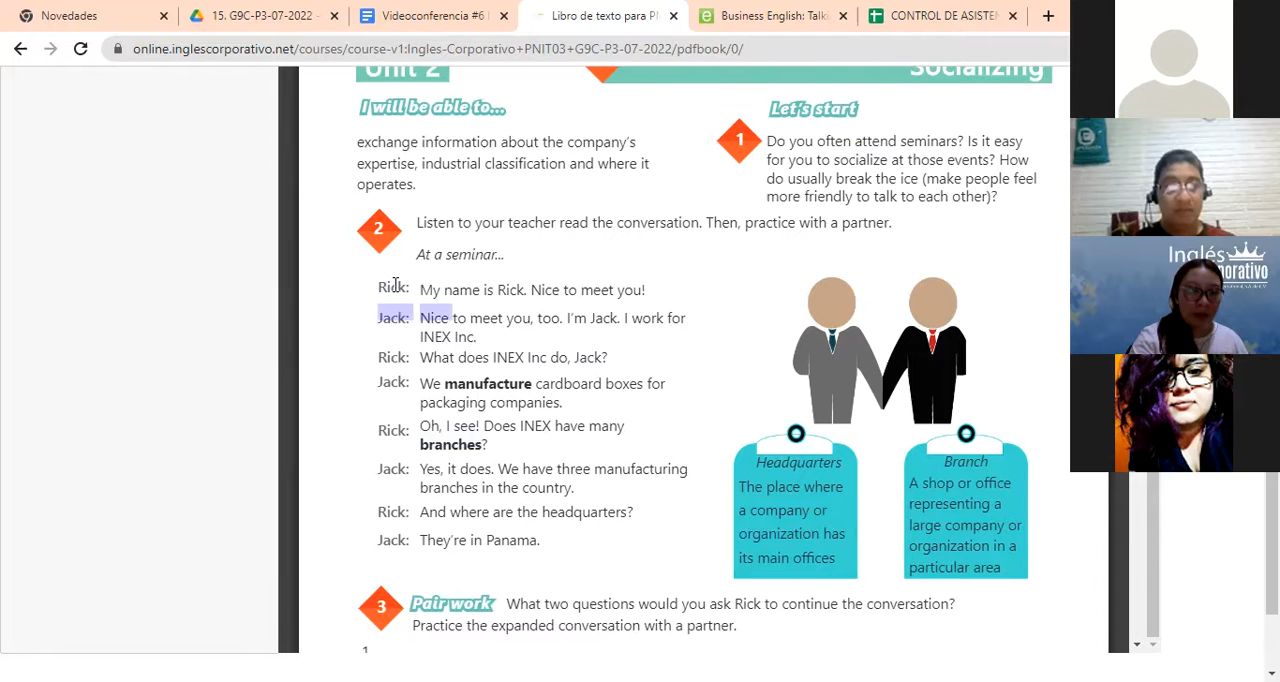 Novedades
15. G9C-P3-07-2022 -
Videoconferencia #6
Libro de texto para PN
Business English: Talki
CONTROL DE ASISTEN
online.inglescorporativo.net/courses/course-v1:Ingles-Corporativo+PNIT03+G9C-P3-07-2022/pdfbook/0/
Unit 2
Socializing
I will be able to...
exchange information about the company's
expertise, industrial classification and where it
operates.
Let's start
1
Do you often attend seminars? Is it easy
for you to socialize at those events? How
do usually break the ice (make people feel
more friendly to talk to each other)?
2
Listen to your teacher read the conversation. Then, practice with a partner.
At a seminar...
Rick: My name is Rick. Nice to meet you!
Jack: Nice to meet you, too. I'm Jack. I work for
INEX Inc.
Rick: What does INEX Inc do, Jack?
Jack: We manufacture cardboard boxes for
packaging companies.
Rick: Oh, I see! Does INEX have many
branches?
Jack: Yes, it does. We have three manufacturing
branches in the country.
Rick: And where are the headquarters?
Jack: They're in Panama.
Headquarters
The place where
a company or
organization has
its main offices
Branch
A shop or office
representing a
large company or
organization in a
particular area
3
Pair work What two questions would you ask Rick to continue the conversation?
Practice the expanded conversation with a partner.
1
Inglés